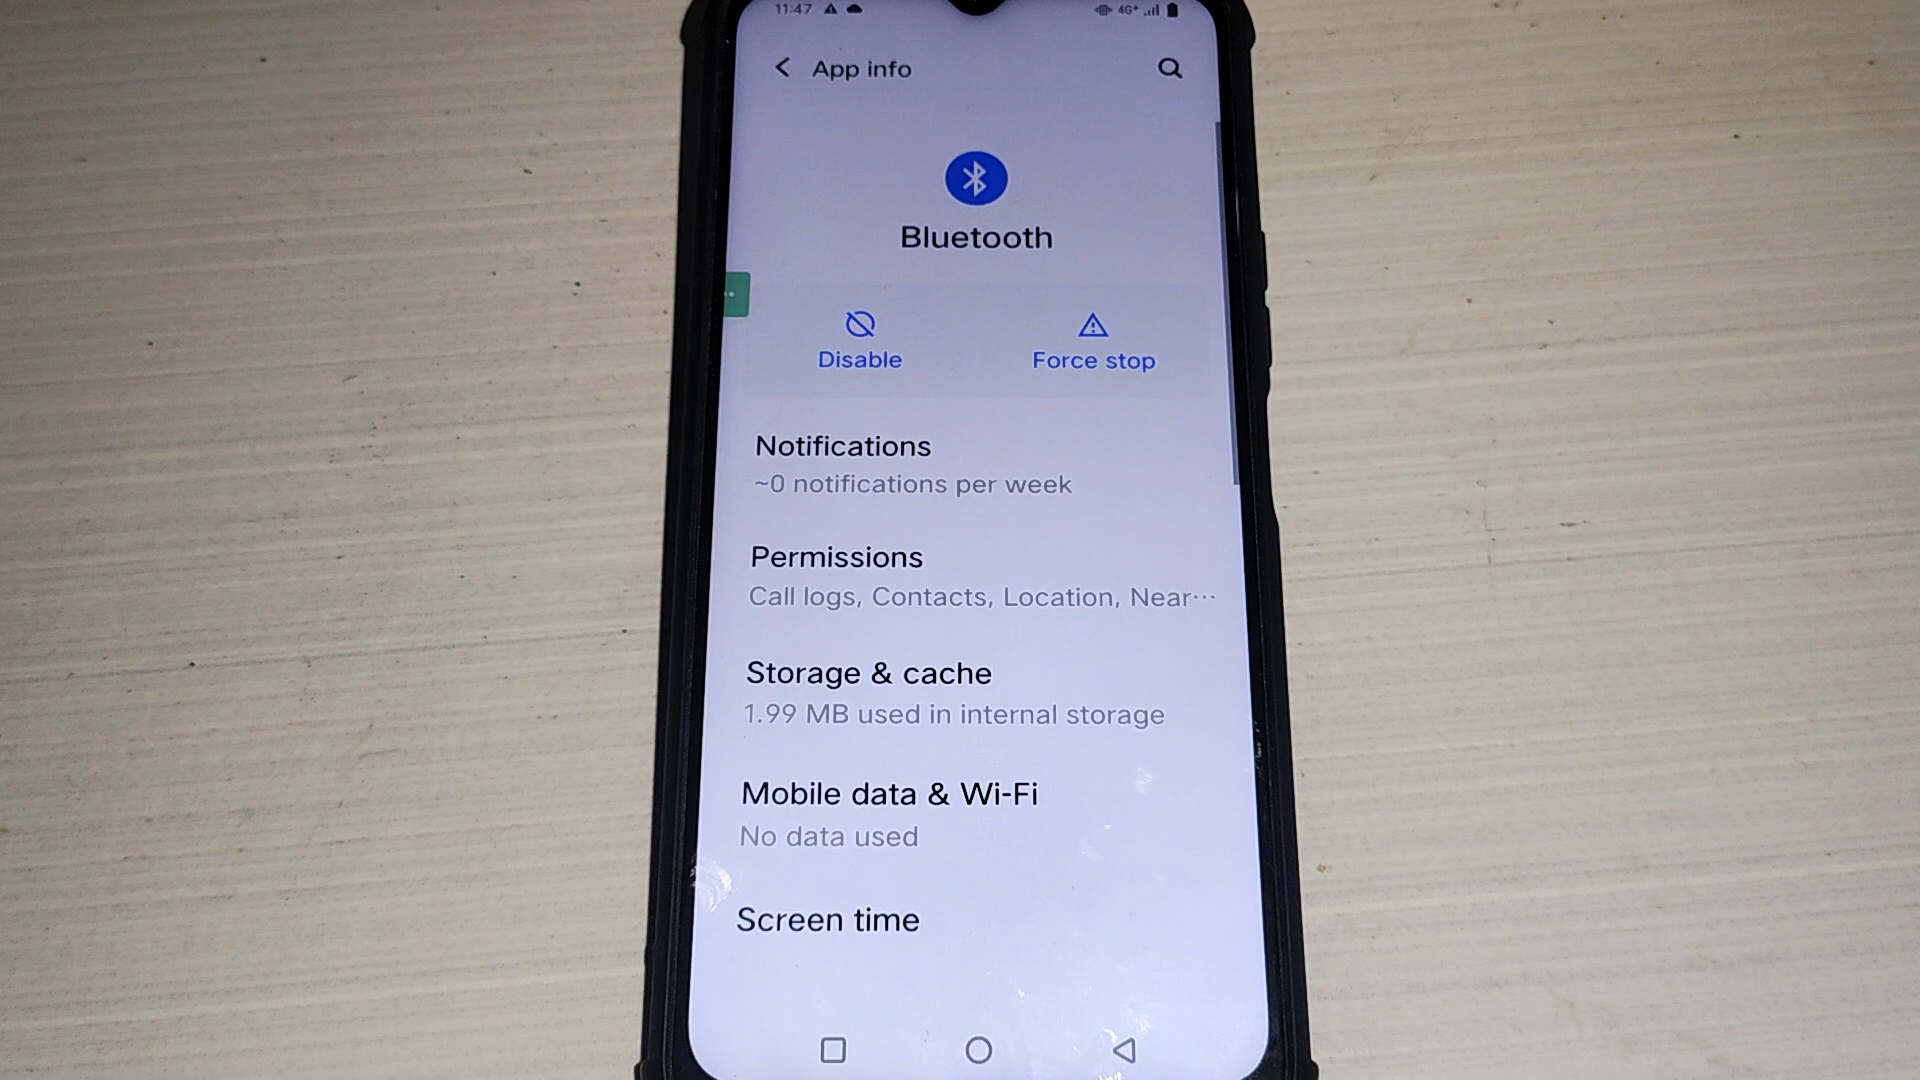 11:47 4G+
App info
Bluetooth
Disable Force stop
Notifications
~0 notifications per week
Permissions
Call logs, Contacts, Location, Near···
Storage & cache
1.99 MB used in internal storage
Mobile data & Wi-Fi
No data used
Screen time